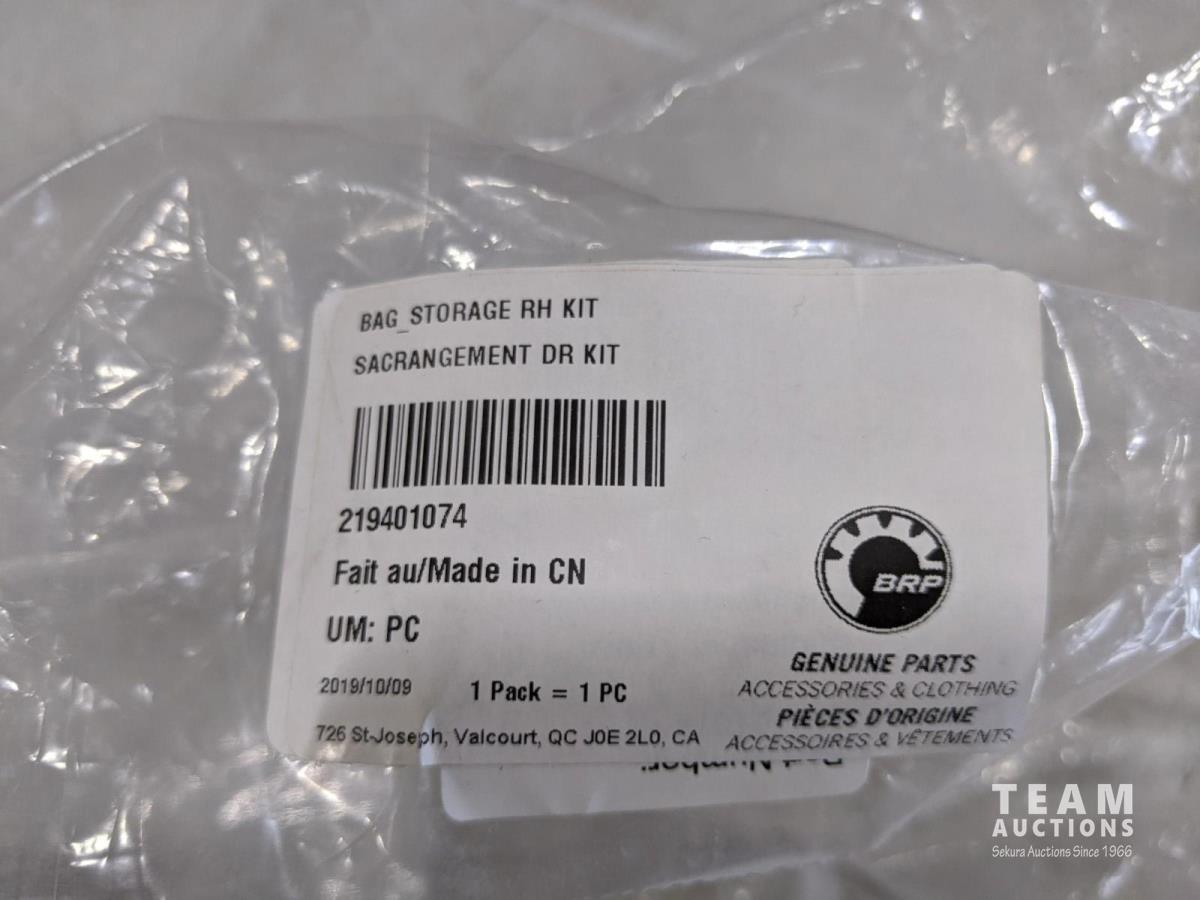 BAG_STORAGE RH KIT
SACRANGEMENT DR KIT
219401074
Fait au/Made in CN
UM: PC
2019/10/09 1 Pack = 1 PC
726 St-Joseph, Valcourt, QC J0E 2L0, CA
BRP
GENUINE PARTS
ACCESSORIES & CLOTHING
PIÈCES D'ORIGINE
ACCESSOIRES & VÊTEMENTS
Number:
TEAM
AUCTIONS
Sekura Auctions Since 1966